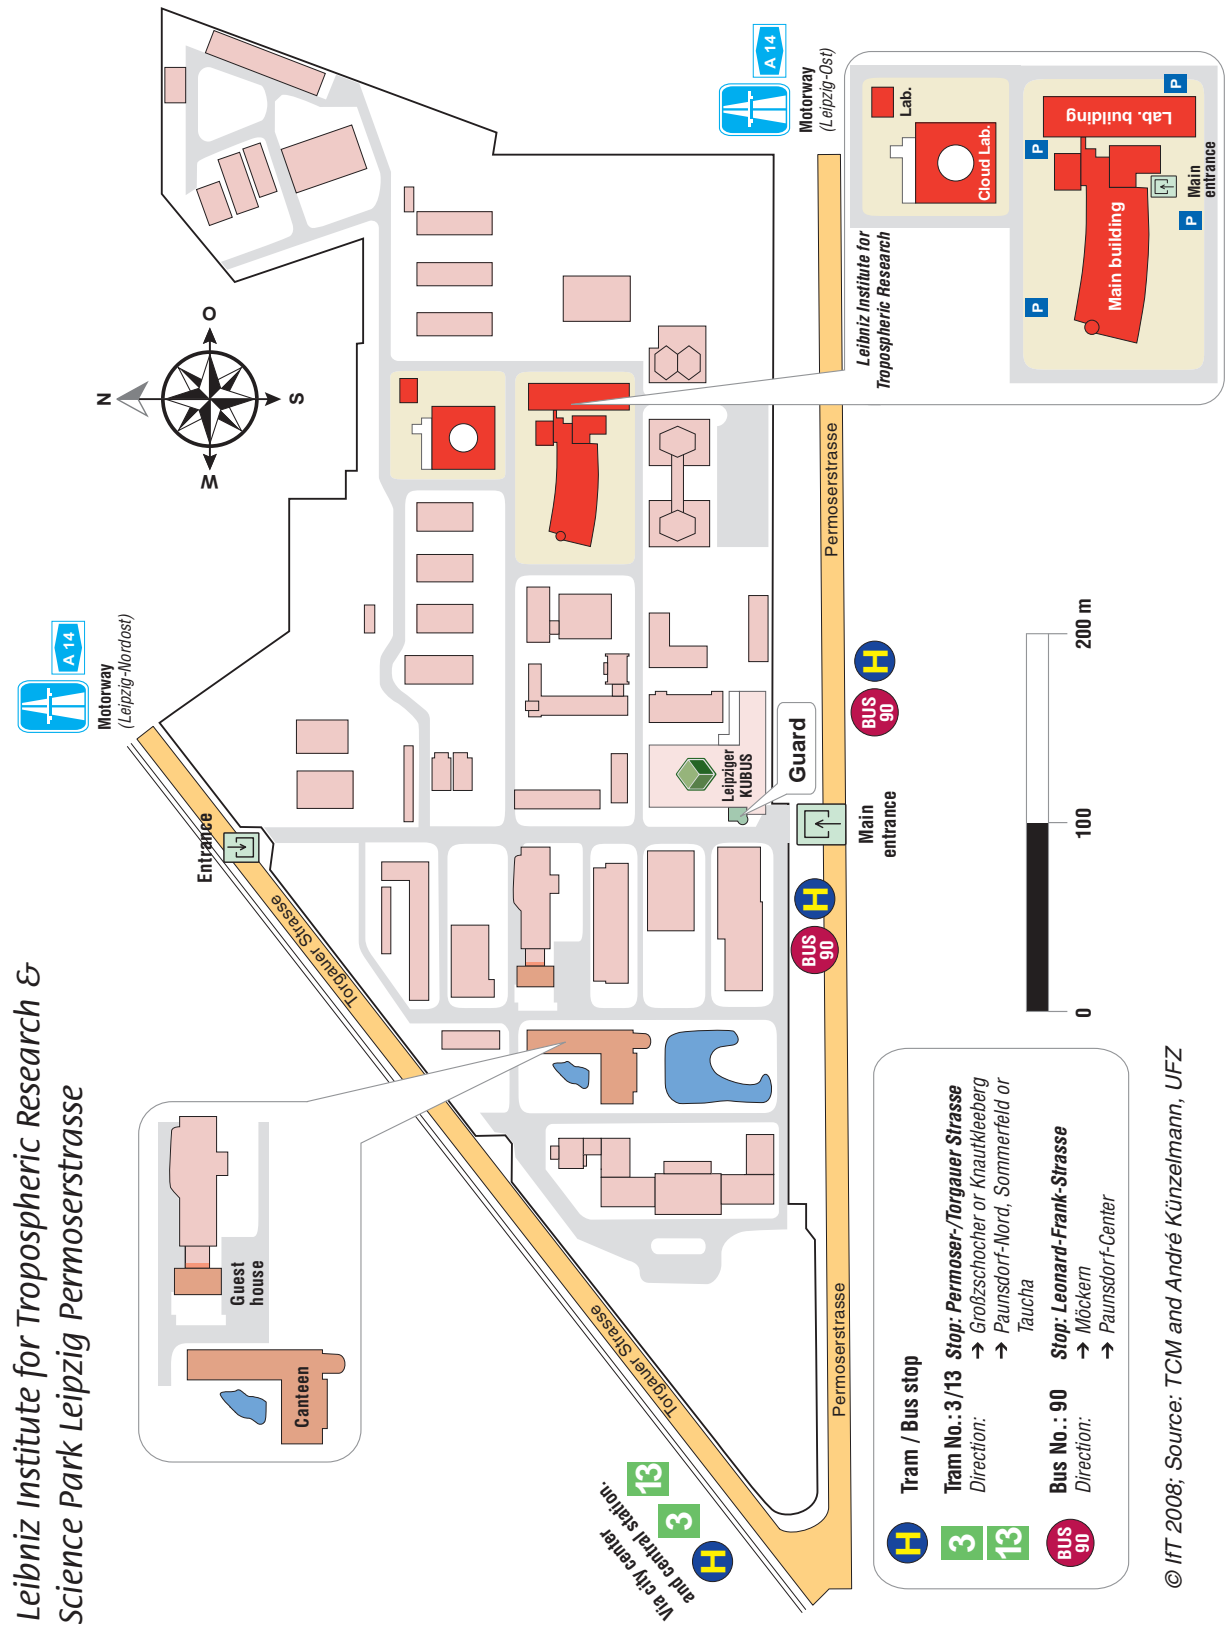 Leibniz Institute for Tropospheric Research &
Science Park Leipzig Permoserstrasse
A 14
Motorway
(Leipzig-Nordost)
N
O
S
W
A 14
Motorway
(Leipzig-Ost)
Entrance
Torgauer Strasse
Torgauer Strasse
Guest
house
Canteen
Leipziger
KUBUS
Guard
Permoserstrasse
Permoserstrasse
Main
entrance
H
BUS
90
H
BUS
90
Via city center
and central station.
H
3
13
Leibniz Institute for
Tropospheric Research
Lab.
Cloud Lab.
Lab. building
Main building
Main
entrance
P
P
P
P
0
100
200 m
H
Tram / Bus stop
3
13
Tram No.: 3/13 Stop: Permoser-/Torgauer Strasse
Direction: ➔ Großzschocher or Knautkleeberg
➔ Paunsdorf-Nord, Sommerfeld or
Taucha
BUS
90
Bus No.: 90 Stop: Leonard-Frank-Strasse
Direction: ➔ Möckern
➔ Paunsdorf-Center
© IfT 2008; Source: TCM and André Künzelmann, UFZ